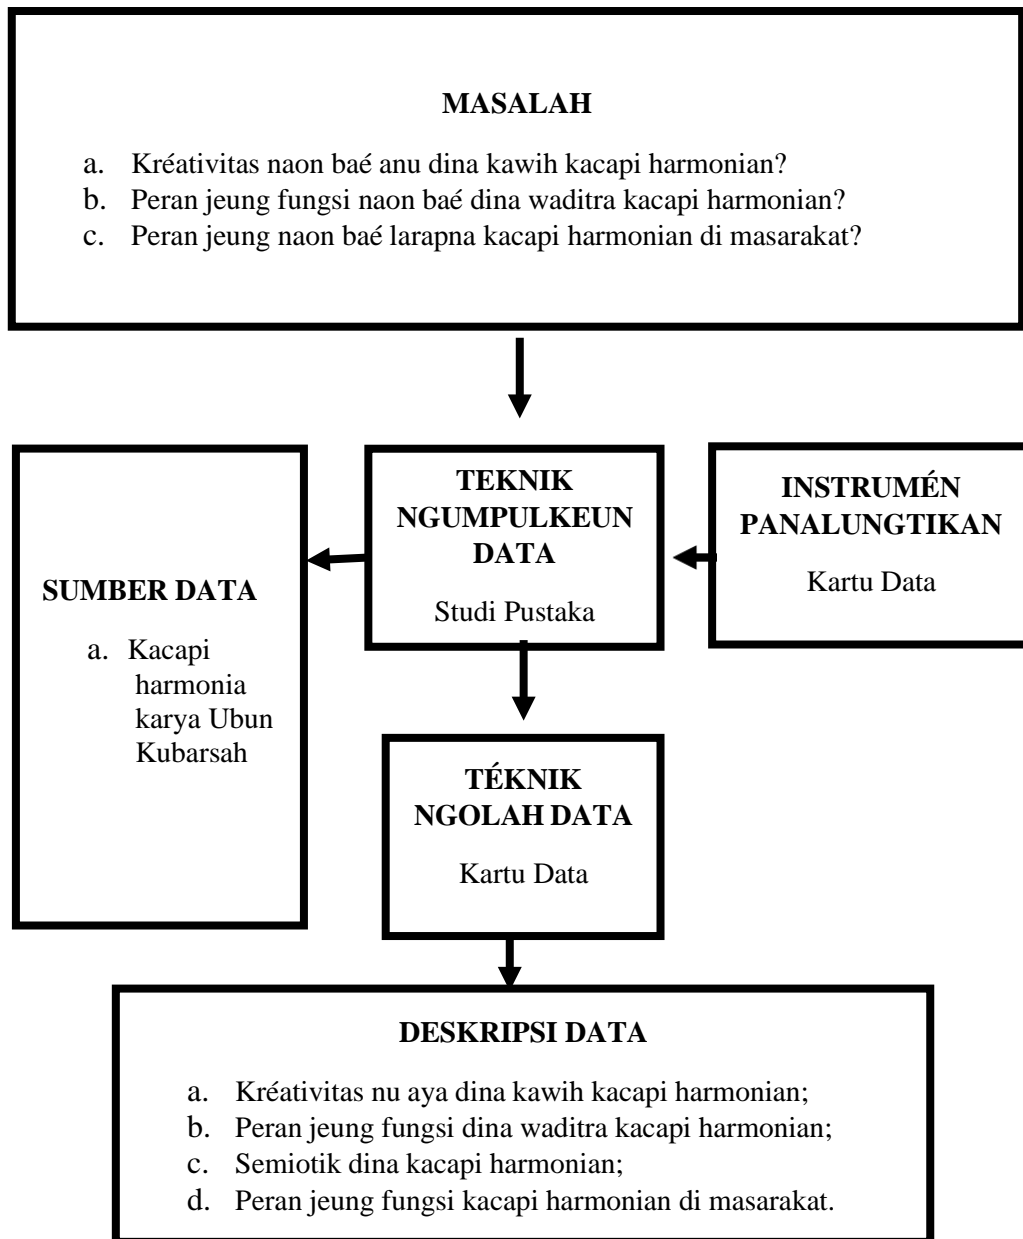 MASALAH
a. Kréativitas naon baé anu dina kawih kacapi harmonian?
b. Peran jeung fungsi naon baé dina waditra kacapi harmonian?
c. Peran jeung naon baé larapna kacapi harmonian di masarakat?
SUMBER DATA
a. Kacapi
harmonia
karya Ubun
Kubarsah
TEKNIK
NGUMPULKEUN
DATA
Studi Pustaka
INSTRUMÉN
PANALUNGTIKAN
Kartu Data
TÉKNIK
NGOLAH DATA
Kartu Data
DESKRIPSI DATA
a. Kréativitas nu aya dina kawih kacapi harmonian;
b. Peran jeung fungsi dina waditra kacapi harmonian;
c. Semiotik dina kacapi harmonian;
d. Peran jeung fungsi kacapi harmonian di masarakat.